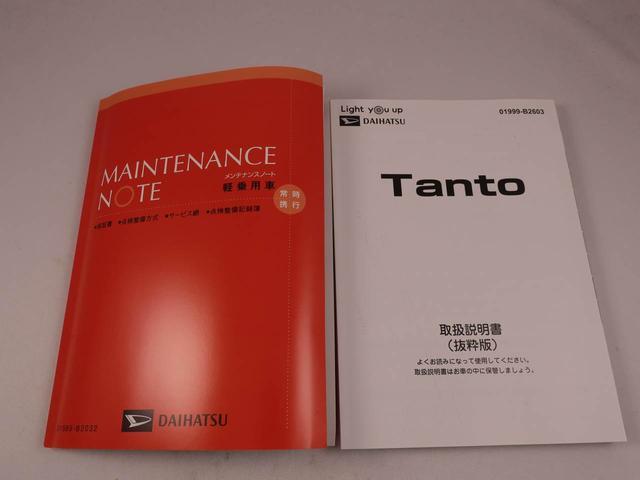 MAINTENANCE
NOTE
メンテナンスノート
軽乗用車
常時
携行
●保証書 ●点検整備方式 ●サービス網 ●点検整備記録簿
DAIHATSU
01999-B2032
Light you up
DAIHATSU
01999-B2603
Tanto
取扱説明書
(抜粋版)
よくお読みになって使用してください。
取扱説明書はお車の中に保管しましょう。